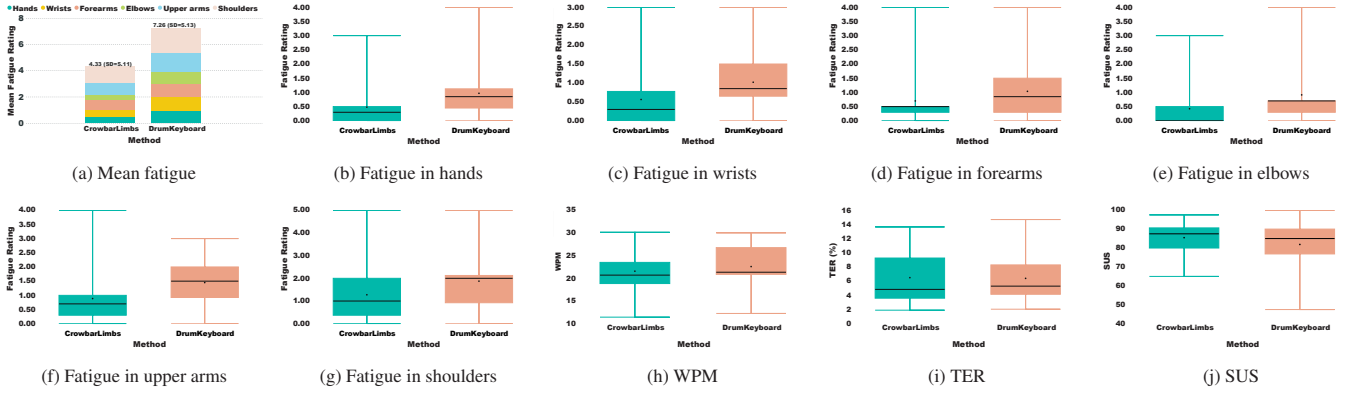 Hands Wrists Forearms Elbows Upper arms Shoulders
Mean Fatigue Rating
8
6
4
2
0
4.33 (SD=5.11)
7.26 (SD=5.13)
CrowbarLimbs DrumKeyboard
Method
(a) Mean fatigue
Fatigue Rating
4.00
3.50
3.00
2.50
2.00
1.50
1.00
0.50
0.00
CrowbarLimbs DrumKeyboard
Method
(b) Fatigue in hands
Fatigue Rating
3.00
2.50
2.00
1.50
1.00
0.50
0.00
CrowbarLimbs DrumKeyboard
Method
(c) Fatigue in wrists
Fatigue Rating
4.00
3.50
3.00
2.50
2.00
1.50
1.00
0.50
0.00
CrowbarLimbs DrumKeyboard
Method
(d) Fatigue in forearms
Fatigue Rating
4.00
3.50
3.00
2.50
2.00
1.50
1.00
0.50
0.00
CrowbarLimbs DrumKeyboard
Method
(e) Fatigue in elbows
Fatigue Rating
4.00
3.50
3.00
2.50
2.00
1.50
1.00
0.50
0.00
CrowbarLimbs DrumKeyboard
Method
(f) Fatigue in upper arms
Fatigue Rating
5.00
4.00
3.00
2.00
1.00
0.00
CrowbarLimbs DrumKeyboard
Method
(g) Fatigue in shoulders
WPM
35
30
25
20
15
10
CrowbarLimbs DrumKeyboard
Method
(h) WPM
TER (%)
16
14
12
10
8
6
4
2
0
CrowbarLimbs DrumKeyboard
Method
(i) TER
SUS
100
90
80
70
60
50
40
CrowbarLimbs DrumKeyboard
Method
(j) SUS